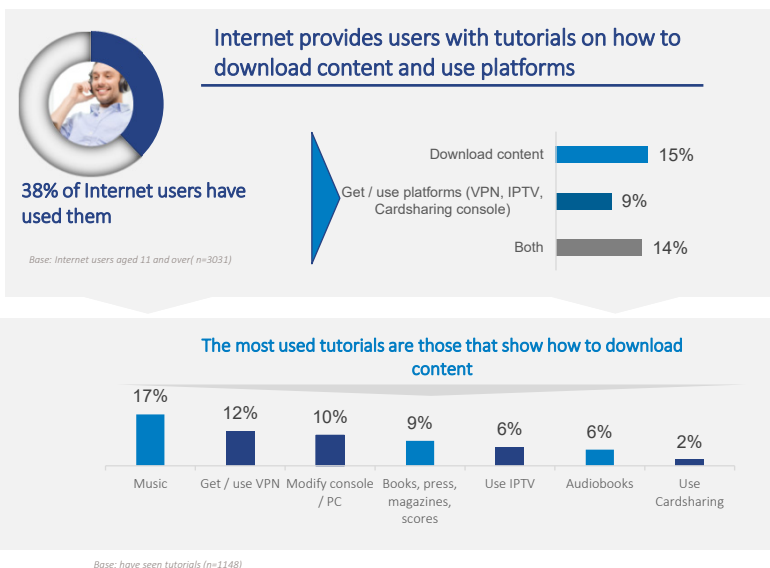 Internet provides users with tutorials on how to
download content and use platforms
38% of Internet users have
used them
Base: Internet users aged 11 and over( n=3031)
Download content
15%
Get / use platforms (VPN, IPTV,
Cardsharing console)
9%
Both
14%
The most used tutorials are those that show how to download
content
17%
12%
10%
9%
6%
6%
2%
Music
Get / use VPN
Modify console
/ PC
Books, press,
magazines,
scores
Use IPTV
Audiobooks
Use
Cardsharing
Base: have seen tutorials (n=1148)